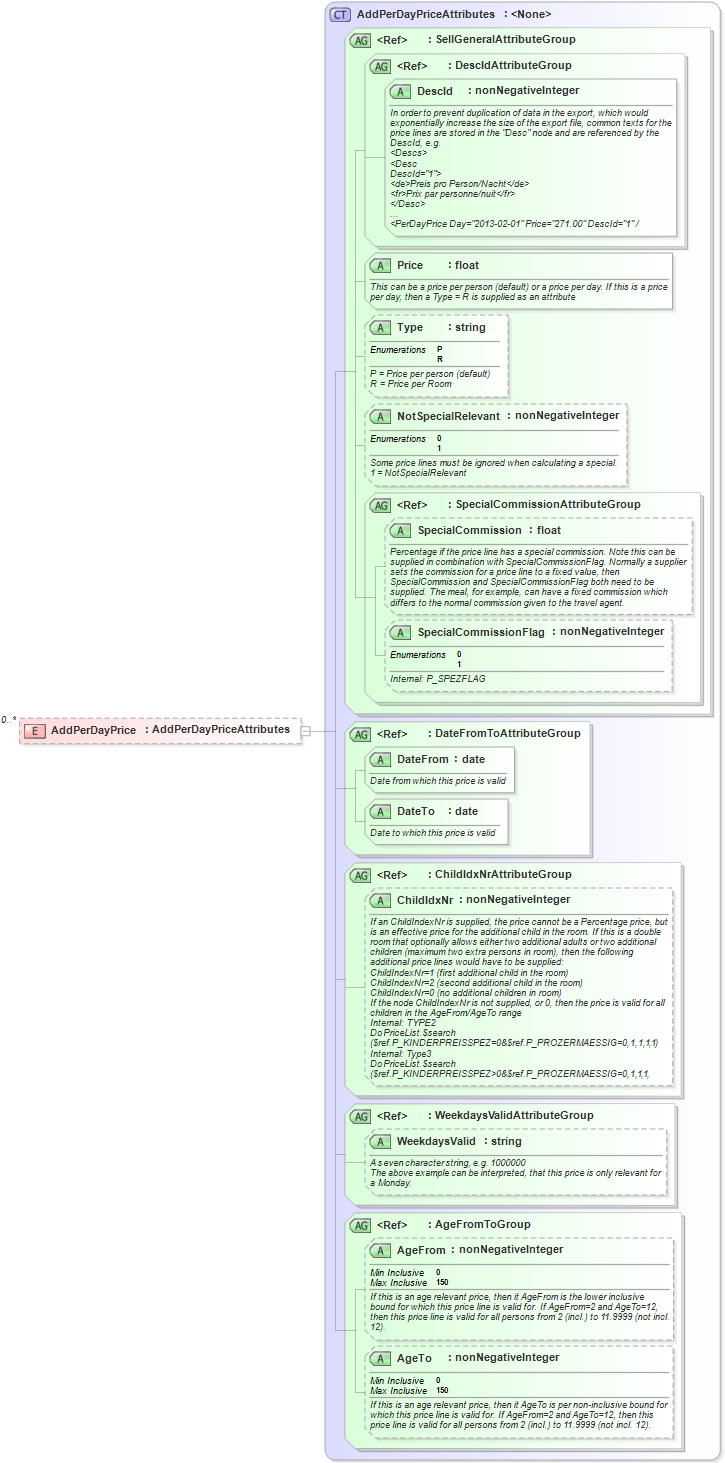 CT AddPerDayPriceAttributes : <None>
AG <Ref> : SellGeneralAttributeGroup
AG <Ref> : DescIdAttributeGroup
A DescId : nonNegativeInteger
In order to prevent duplication of data in the export, which would
exponentially increase the size of the export file, common texts for the
price lines are stored in the "Desc" node and are referenced by the
DescId, e.g.
<Descs>
<Desc
DescId="1">
<de>Preis pro Person/Nacht</de>
<fr>Prix par personne/nuit</fr>
</Desc>
...
<PerDayPrice Day="2013-02-01" Price="271.00" DescId="1" /
A Price : float
This can be a price per person (default) or a price per day. If this is a price
per day, then a Type = R is supplied as an attribute
A Type : string
Enumerations P
R
P = Price per person (default)
R = Price per Room
A NotSpecialRelevant : nonNegativeInteger
Enumerations 0
1
Some price lines must be ignored when calculating a special.
1 = NotSpecialRelevant
AG <Ref> : SpecialCommissionAttributeGroup
A SpecialCommission : float
Percentage if the price line has a special commission. Note this can be
supplied in combination with SpecialCommissionFlag. Normally a supplier
sets the commission for a price line to a fixed value, then
SpecialCommission and SpecialCommissionFlag both need to be
supplied. The meal, for example, can have a fixed commission which
differs to the normal commission given to the travel agent.
A SpecialCommissionFlag : nonNegativeInteger
Enumerations 0
1
Internal: P_SPEZFLAG
0..*
E AddPerDayPrice : AddPerDayPriceAttributes
AG <Ref> : DateFromToAttributeGroup
A DateFrom : date
Date from which this price is valid
A DateTo : date
Date to which this price is valid
AG <Ref> : ChildIdxNrAttributeGroup
A ChildIdxNr : nonNegativeInteger
If an ChildIndexNr is supplied, the price cannot be a Percentage price, but
is an effective price for the additional child in the room. If this is a double
room that optionally allows either two additional adults or two additional
children (maximum two extra persons in room), then the following
additional price lines would have to be supplied:
ChildIndexNr=1 (first additional child in the room)
ChildIndexNr=2 (second additional child in the room)
ChildIndexNr=0 (no additional children in room)
If the node ChildIndexNr is not supplied, or 0, then the price is valid for all
children in the AgeFrom/AgeTo range
Internal: TYPE2
DoPriceList.$search
($ref.P_KINDERPREISSPEZ=0&$ref.P_PROZERMAESSIG=0,1,1,1,1)
Internal: Type3
DoPriceList.$search
($ref.P_KINDERPREISSPEZ>0&$ref.P_PROZERMAESSIG=0,1,1,1,
AG <Ref> : WeekdaysValidAttributeGroup
A WeekdaysValid : string
A seven character string, e.g. 1000000
The above example can be interpreted, that this price is only relevant for
a Monday.
AG <Ref> : AgeFromToGroup
A AgeFrom : nonNegativeInteger
Min Inclusive 0
Max Inclusive 150
If this is an age relevant price, then it AgeFrom is the lower inclusive
bound for which this price line is valid for. If AgeFrom=2 and AgeTo=12,
then this price line is valid for all persons from 2 (incl.) to 11.9999 (not incl.
12).
A AgeTo : nonNegativeInteger
Min Inclusive 0
Max Inclusive 150
If this is an age relevant price, then it AgeTo is per non-inclusive bound for
which this price line is valid for. If AgeFrom=2 and AgeTo=12, then this
price line is valid for all persons from 2 (incl.) to 11.9999 (not incl. 12).